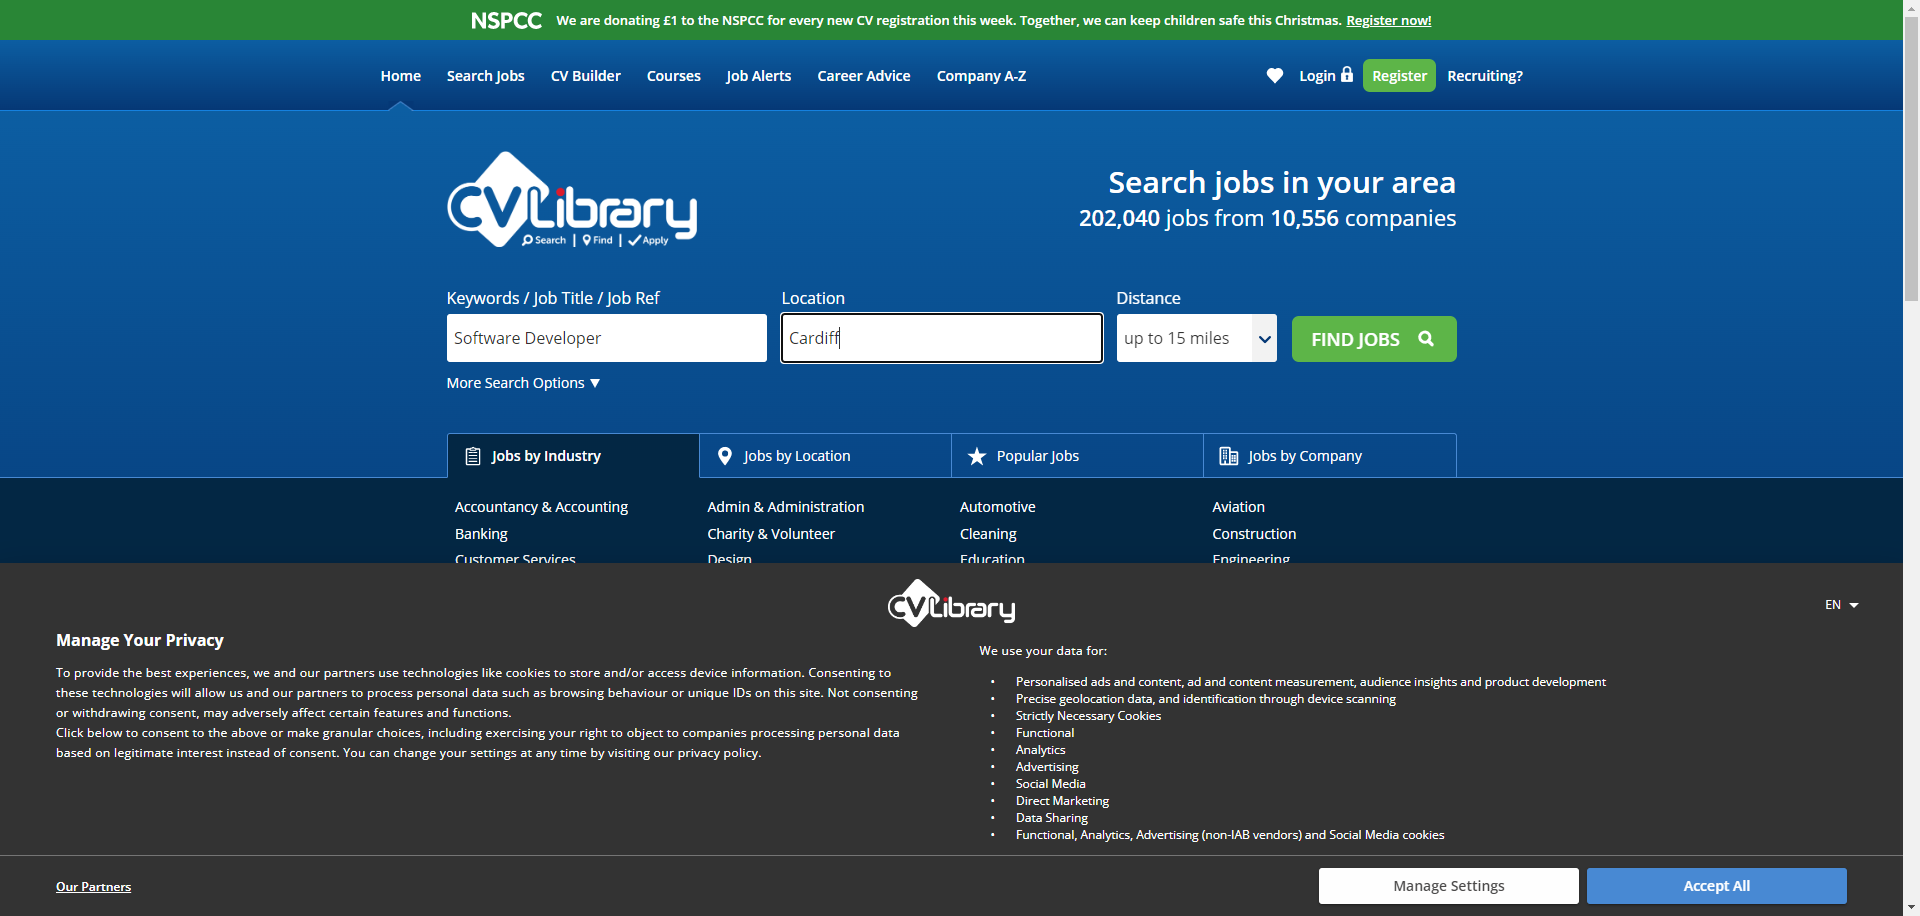 NSPCC We are donating £1 to the NSPCC for every new CV registration this week. Together, we can keep children safe this Christmas. Register now!
Home Search Jobs CV Builder Courses Job Alerts Career Advice Company A-Z Login Register Recruiting?
CV Library
Search | Find | Apply
Search jobs in your area
202,040 jobs from 10,556 companies
Keywords / Job Title / Job Ref Location Distance
Software Developer Cardiff up to 15 miles FIND JOBS
More Search Options ▼
Jobs by Industry Jobs by Location Popular Jobs Jobs by Company
Accountancy & Accounting Admin & Administration Automotive Aviation
Banking Charity & Volunteer Cleaning Construction
Customer Services Design Education Engineering
CV Library
EN
Manage Your Privacy
To provide the best experiences, we and our partners use technologies like cookies to store and/or access device information. Consenting to
these technologies will allow us and our partners to process personal data such as browsing behaviour or unique IDs on this site. Not consenting
or withdrawing consent, may adversely affect certain features and functions.
Click below to consent to the above or make granular choices, including exercising your right to object to companies processing personal data
based on legitimate interest instead of consent. You can change your settings at any time by visiting our privacy policy.
We use your data for:
• Personalised ads and content, ad and content measurement, audience insights and product development
• Precise geolocation data, and identification through device scanning
• Strictly Necessary Cookies
• Functional
• Analytics
• Advertising
• Social Media
• Direct Marketing
• Data Sharing
• Functional, Analytics, Advertising (non-IAB vendors) and Social Media cookies
Our Partners Manage Settings Accept All